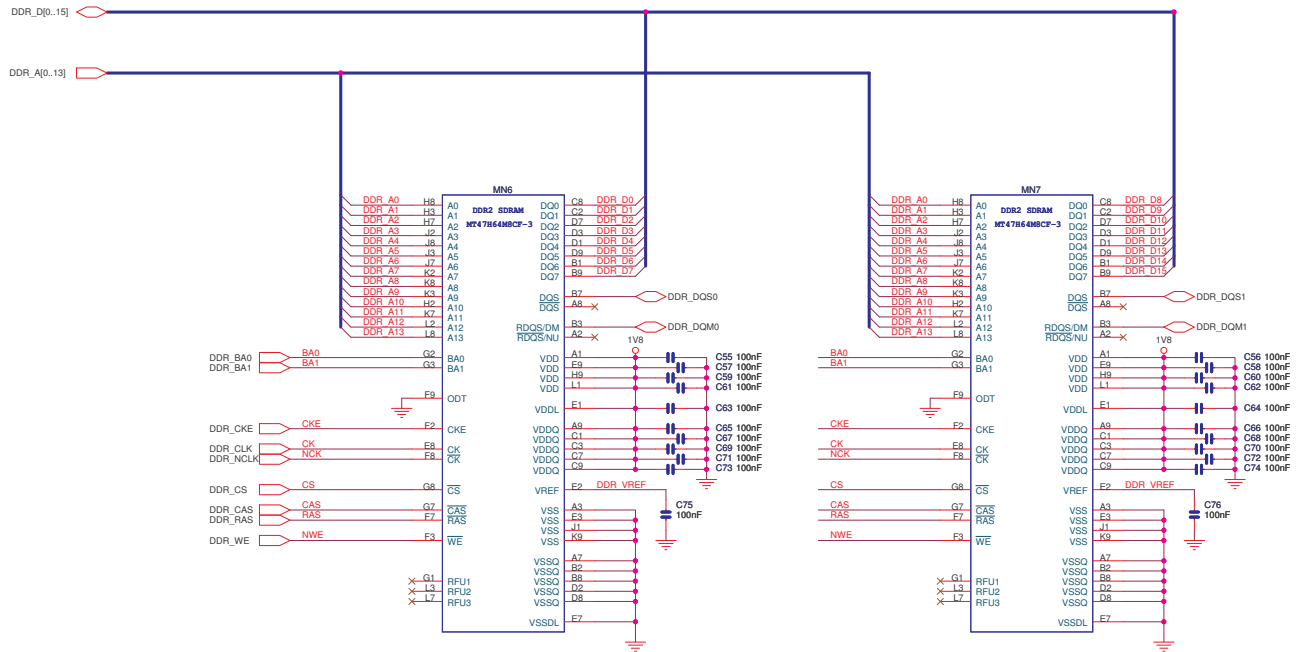 DDR_D[0..15]
DDR_A[0..13]
MN6
DDR2 SDRAM
MT47H64M8CF-3
DDR_A0 H8 A0
DDR_A1 H3 A1
DDR_A2 H7 A2
DDR_A3 J2 A3
DDR_A4 J8 A4
DDR_A5 J3 A5
DDR_A6 J7 A6
DDR_A7 K2 A7
DDR_A8 K8 A8
DDR_A9 K3 A9
DDR_A10 H2 A10
DDR_A11 K7 A11
DDR_A12 L2 A12
DDR_A13 L8 A13
DDR_BA0 BA0 G2 BA0
DDR_BA1 BA1 G3 BA1
F9 ODT
DDR_CKE CKE F2 CKE
DDR_CLK CK E8 CK
DDR_NCLK NCK F8 CK
DDR_CS CS G8 CS
DDR_CAS CAS G7 CAS
DDR_RAS RAS F7 RAS
DDR_WE NWE F3 WE
G1 RFU1
L3 RFU2
L7 RFU3
DQ0 C8 DDR_D0
DQ1 C2 DDR_D1
DQ2 D7 DDR_D2
DQ3 D3 DDR_D3
DQ4 D1 DDR_D4
DQ5 D9 DDR_D5
DQ6 B1 DDR_D6
DQ7 B9 DDR_D7
DQS B7 DDR_DQS0
DQS A8
RDQS/DM B3 DDR_DQM0
RDQS/NU A2
1V8
VDD A1 C55 100nF
VDD E9 C57 100nF
VDD H9 C59 100nF
VDD L1 C61 100nF
VDDL E1 C63 100nF
VDDQ A9 C65 100nF
VDDQ C1 C67 100nF
VDDQ C3 C69 100nF
VDDQ C7 C71 100nF
VDDQ C9 C73 100nF
VREF E2 DDR_VREF
C75
100nF
VSS A3
VSS E3
VSS J1
VSS K9
VSSQ A7
VSSQ B2
VSSQ B8
VSSQ D2
VSSQ D8
VSSDL E7
MN7
DDR2 SDRAM
MT47H64M8CF-3
DDR_A0 H8 A0
DDR_A1 H3 A1
DDR_A2 H7 A2
DDR_A3 J2 A3
DDR_A4 J8 A4
DDR_A5 J3 A5
DDR_A6 J7 A6
DDR_A7 K2 A7
DDR_A8 K8 A8
DDR_A9 K3 A9
DDR_A10 H2 A10
DDR_A11 K7 A11
DDR_A12 L2 A12
DDR_A13 L8 A13
BA0 G2 BA0
BA1 G3 BA1
F9 ODT
CKE F2 CKE
CK E8 CK
NCK F8 CK
CS G8 CS
CAS G7 CAS
RAS F7 RAS
NWE F3 WE
G1 RFU1
L3 RFU2
L7 RFU3
DQ0 C8 DDR_D8
DQ1 C2 DDR_D9
DQ2 D7 DDR_D10
DQ3 D3 DDR_D11
DQ4 D1 DDR_D12
DQ5 D9 DDR_D13
DQ6 B1 DDR_D14
DQ7 B9 DDR_D15
DQS B7 DDR_DQS1
DQS A8
RDQS/DM B3 DDR_DQM1
RDQS/NU A2
1V8
VDD A1 C56 100nF
VDD E9 C58 100nF
VDD H9 C60 100nF
VDD L1 C62 100nF
VDDL E1 C64 100nF
VDDQ A9 C66 100nF
VDDQ C1 C68 100nF
VDDQ C3 C70 100nF
VDDQ C7 C72 100nF
VDDQ C9 C74 100nF
VREF E2 DDR_VREF
C76
100nF
VSS A3
VSS E3
VSS J1
VSS K9
VSSQ A7
VSSQ B2
VSSQ B8
VSSQ D2
VSSQ D8
VSSDL E7